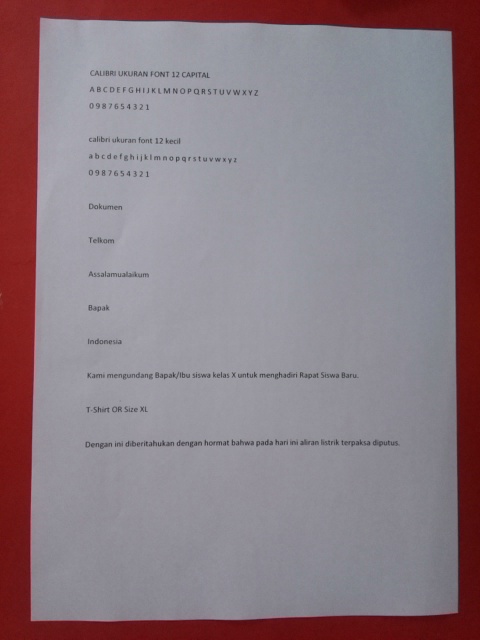 CALIBRI UKURAN FONT 12 CAPITAL
A B C D E F G H I J K L M N O P Q R S T U V W X Y Z
0 9 8 7 6 5 4 3 2 1
calibri ukuran font 12 kecil
a b c d e f g h i j k l m n o p q r s t u v w x y z
0 9 8 7 6 5 4 3 2 1
Dokumen
Telkom
Assalamualaikum
Bapak
Indonesia
Kami mengundang Bapak/Ibu siswa kelas X untuk menghadiri Rapat Siswa Baru.
T-Shirt OR Size XL
Dengan ini diberitahukan dengan hormat bahwa pada hari ini aliran listrik terpaksa diputus.